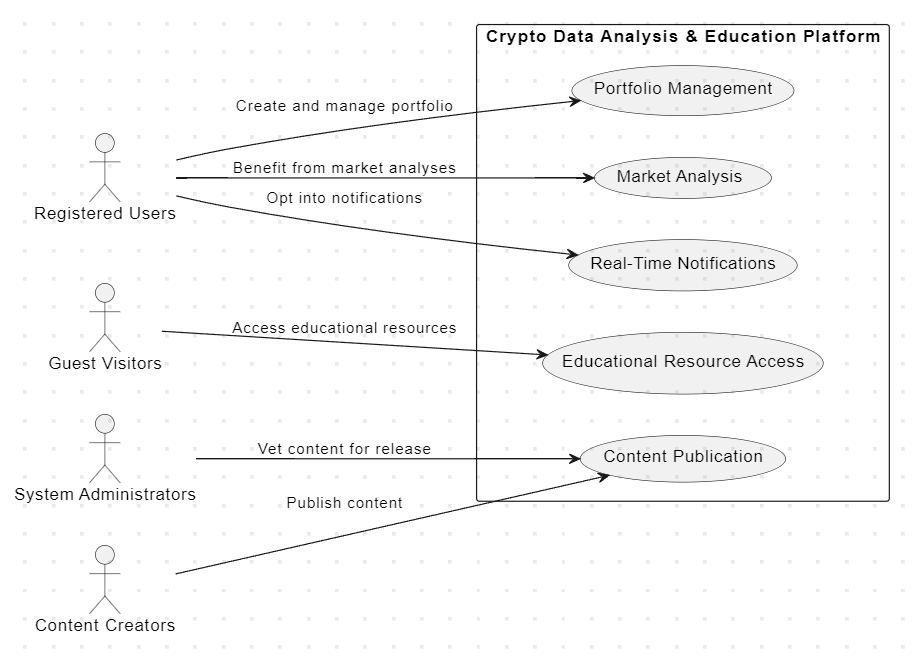 Crypto Data Analysis & Education Platform
Portfolio Management
Create and manage portfolio
Benefit from market analyses
Market Analysis
Opt into notifications
Registered Users
Real-Time Notifications
Access educational resources
Guest Visitors
Educational Resource Access
Vet content for release
Content Publication
System Administrators
Publish content
Content Creators